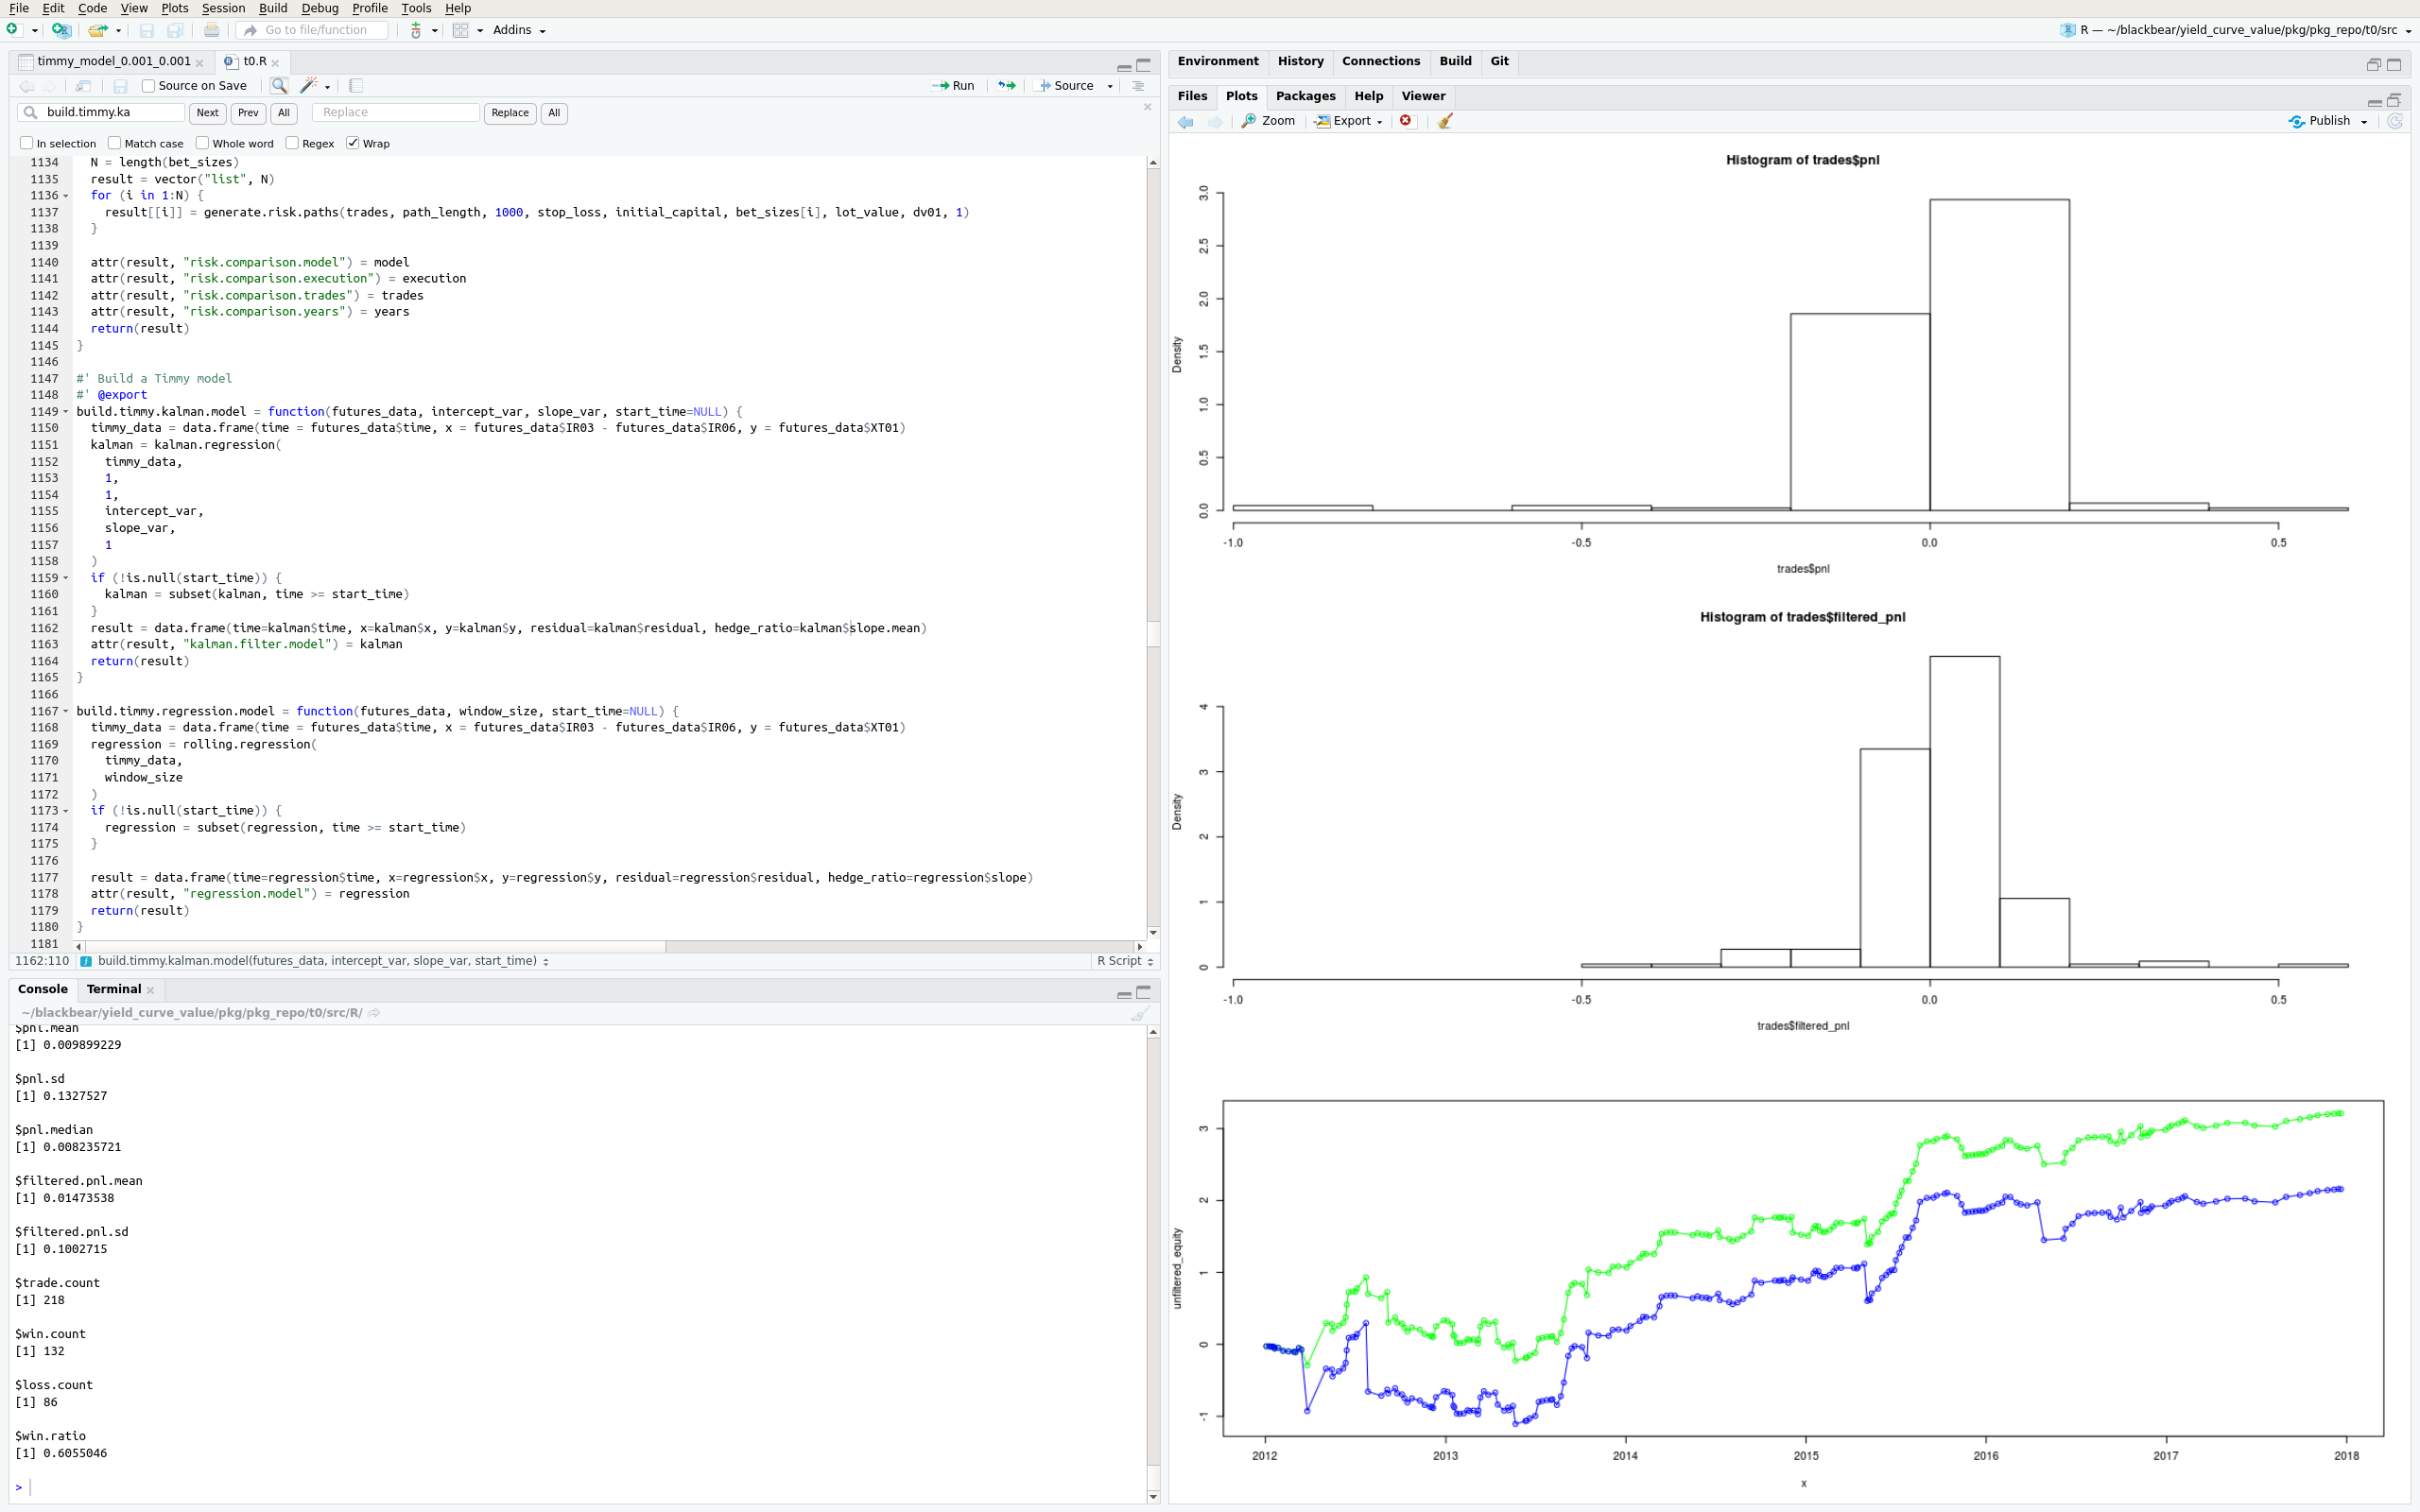 File Edit Code View Plots Session Build Debug Profile Tools Help
Go to file/function Addins R — ~/blackbear/yield_curve_value/pkg/pkg_repo/t0/src
timmy_model_0.001_0.001 t0.R
Source on Save Run Source
build.timmy.ka Next Prev All Replace Replace All
In selection Match case Whole word Regex Wrap
1134 N = length(bet_sizes)
1135 result = vector("list", N)
1136 for (i in 1:N) {
1137 result[[i]] = generate.risk.paths(trades, path_length, 1000, stop_loss, initial_capital, bet_sizes[i], lot_value, dv01, 1)
1138 }
1139
1140 attr(result, "risk.comparison.model") = model
1141 attr(result, "risk.comparison.execution") = execution
1142 attr(result, "risk.comparison.trades") = trades
1143 attr(result, "risk.comparison.years") = years
1144 return(result)
1145 }
1146
1147 #' Build a Timmy model
1148 #' @export
1149 build.timmy.kalman.model = function(futures_data, intercept_var, slope_var, start_time=NULL) {
1150 timmy_data = data.frame(time = futures_data$time, x = futures_data$IR03 - futures_data$IR06, y = futures_data$XT01)
1151 kalman = kalman.regression(
1152 timmy_data,
1153 1,
1154 1,
1155 intercept_var,
1156 slope_var,
1157 1
1158 )
1159 if (!is.null(start_time)) {
1160 kalman = subset(kalman, time >= start_time)
1161 }
1162 result = data.frame(time=kalman$time, x=kalman$x, y=kalman$y, residual=kalman$residual, hedge_ratio=kalman$slope.mean)
1163 attr(result, "kalman.filter.model") = kalman
1164 return(result)
1165 }
1166
1167 build.timmy.regression.model = function(futures_data, window_size, start_time=NULL) {
1168 timmy_data = data.frame(time = futures_data$time, x = futures_data$IR03 - futures_data$IR06, y = futures_data$XT01)
1169 regression = rolling.regression(
1170 timmy_data,
1171 window_size
1172 )
1173 if (!is.null(start_time)) {
1174 regression = subset(regression, time >= start_time)
1175 }
1176
1177 result = data.frame(time=regression$time, x=regression$x, y=regression$y, residual=regression$residual, hedge_ratio=regression$slope)
1178 attr(result, "regression.model") = regression
1179 return(result)
1180 }
1181
1162:110 build.timmy.kalman.model(futures_data, intercept_var, slope_var, start_time) R Script
Console Terminal
~/blackbear/yield_curve_value/pkg/pkg_repo/t0/src/R/
$pnl.mean
[1] 0.009899229
$pnl.sd
[1] 0.1327527
$pnl.median
[1] 0.008235721
$filtered.pnl.mean
[1] 0.01473538
$filtered.pnl.sd
[1] 0.1002715
$trade.count
[1] 218
$win.count
[1] 132
$loss.count
[1] 86
$win.ratio
[1] 0.6055046
>
Environment History Connections Build Git
Files Plots Packages Help Viewer
Zoom Export Publish
Histogram of trades$pnl
Density
3.0
2.5
2.0
1.5
1.0
0.5
0.0
-1.0 -0.5 0.0 0.5
trades$pnl
Histogram of trades$filtered_pnl
Density
4
3
2
1
0
-1.0 -0.5 0.0 0.5
trades$filtered_pnl
unfiltered_equity
3
2
1
0
-1
2012 2013 2014 2015 2016 2017 2018
x